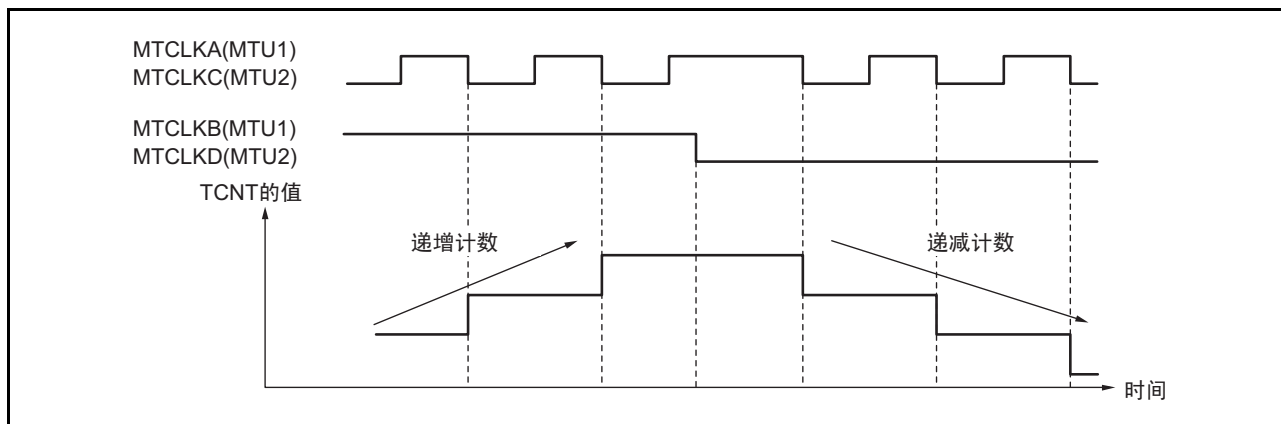 MTCLKA(MTU1)
MTCLKC(MTU2)
MTCLKB(MTU1)
MTCLKD(MTU2)
TCNT的值
递增计数
递减计数
时间